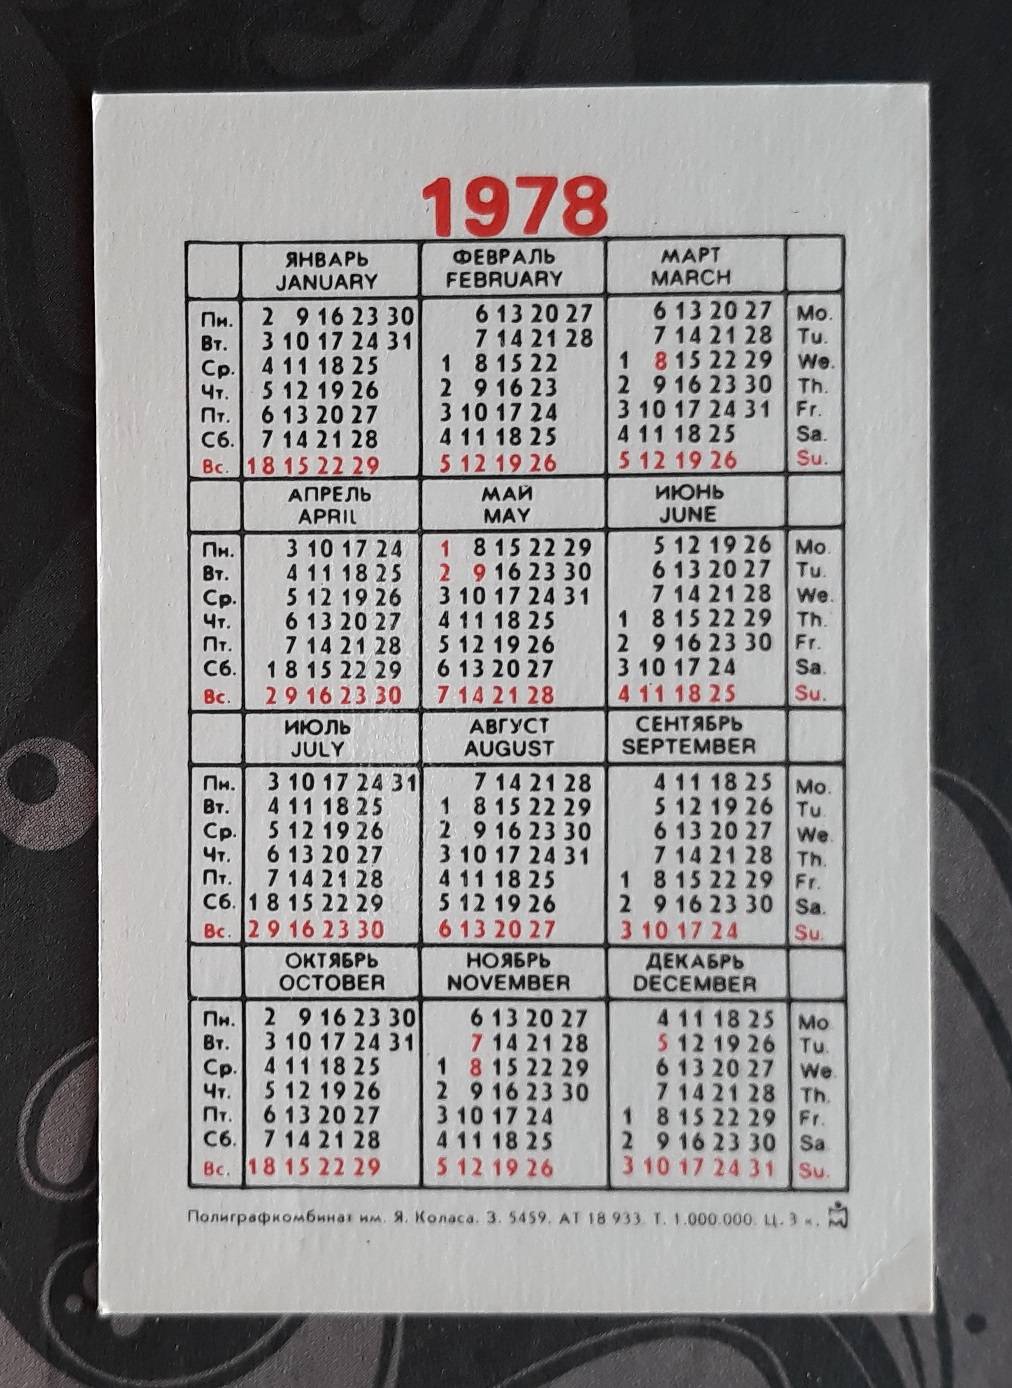 1978
ЯНВАРЬ ФЕВРАЛЬ МАРТ
JANUARY FEBRUARY MARCH
Пн. 2 9 16 23 30 6 13 20 27 6 13 20 27 Mo.
Вт. 3 10 17 24 31 7 14 21 28 7 14 21 28 Tu.
Ср. 4 11 18 25 1 8 15 22 1 8 15 22 29 We.
Чт. 5 12 19 26 2 9 16 23 2 9 16 23 30 Th.
Пт. 6 13 20 27 3 10 17 24 3 10 17 24 31 Fr.
Сб. 7 14 21 28 4 11 18 25 4 11 18 25 Sa.
Вс. 1 8 15 22 29 5 12 19 26 5 12 19 26 Su.
АПРЕЛЬ МАЙ ИЮНЬ
APRIL MAY JUNE
Пн. 3 10 17 24 1 8 15 22 29 5 12 19 26 Mo.
Вт. 4 11 18 25 2 9 16 23 30 6 13 20 27 Tu.
Ср. 5 12 19 26 3 10 17 24 31 7 14 21 28 We.
Чт. 6 13 20 27 4 11 18 25 1 8 15 22 29 Th.
Пт. 7 14 21 28 5 12 19 26 2 9 16 23 30 Fr.
Сб. 1 8 15 22 29 6 13 20 27 3 10 17 24 Sa.
Вс. 2 9 16 23 30 7 14 21 28 4 11 18 25 Su.
ИЮЛЬ АВГУСТ СЕНТЯБРЬ
JULY AUGUST SEPTEMBER
Пн. 3 10 17 24 31 7 14 21 28 4 11 18 25 Mo.
Вт. 4 11 18 25 1 8 15 22 29 5 12 19 26 Tu.
Ср. 5 12 19 26 2 9 16 23 30 6 13 20 27 We.
Чт. 6 13 20 27 3 10 17 24 31 7 14 21 28 Th.
Пт. 7 14 21 28 4 11 18 25 1 8 15 22 29 Fr.
Сб. 1 8 15 22 29 5 12 19 26 2 9 16 23 30 Sa.
Вс. 2 9 16 23 30 6 13 20 27 3 10 17 24 Su.
ОКТЯБРЬ НОЯБРЬ ДЕКАБРЬ
OCTOBER NOVEMBER DECEMBER
Пн. 2 9 16 23 30 6 13 20 27 4 11 18 25 Mo
Вт. 3 10 17 24 31 7 14 21 28 5 12 19 26 Tu.
Ср. 4 11 18 25 1 8 15 22 29 6 13 20 27 We.
Чт. 5 12 19 26 2 9 16 23 30 7 14 21 28 Th.
Пт. 6 13 20 27 3 10 17 24 1 8 15 22 29 Fr.
Сб. 7 14 21 28 4 11 18 25 2 9 16 23 30 Sa
Вс. 1 8 15 22 29 5 12 19 26 3 10 17 24 31 Su.
Полиграфкомбинат им. Я. Коласа. З. 5459. АТ 18 933. Т. 1.000.000. Ц. 3 к.